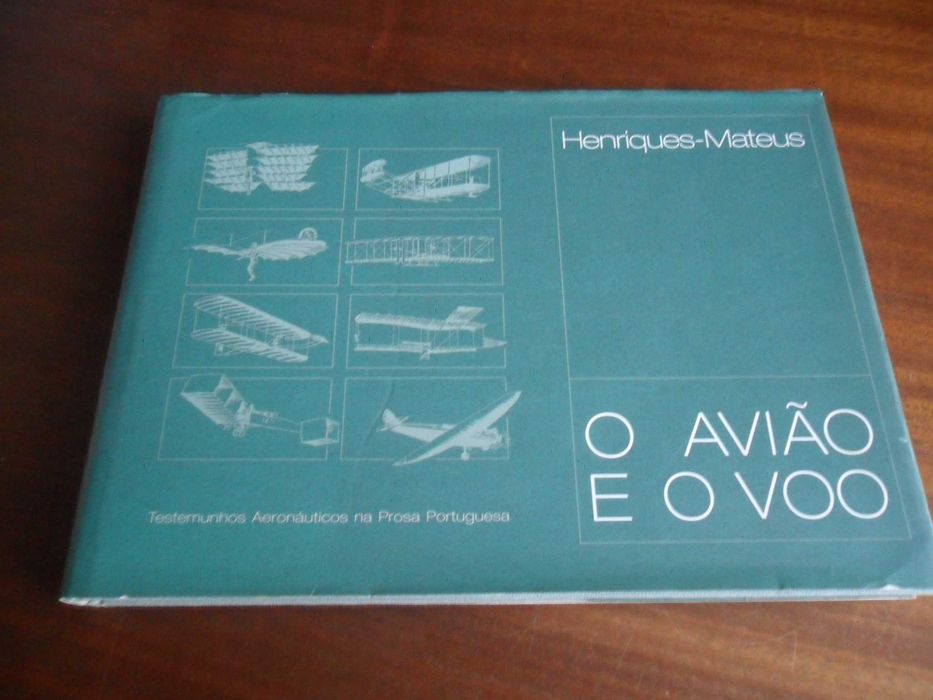 Henriques-Mateus
O AVIÃO
E O VOO
Testemunhos Aeronáuticos na Prosa Portuguesa